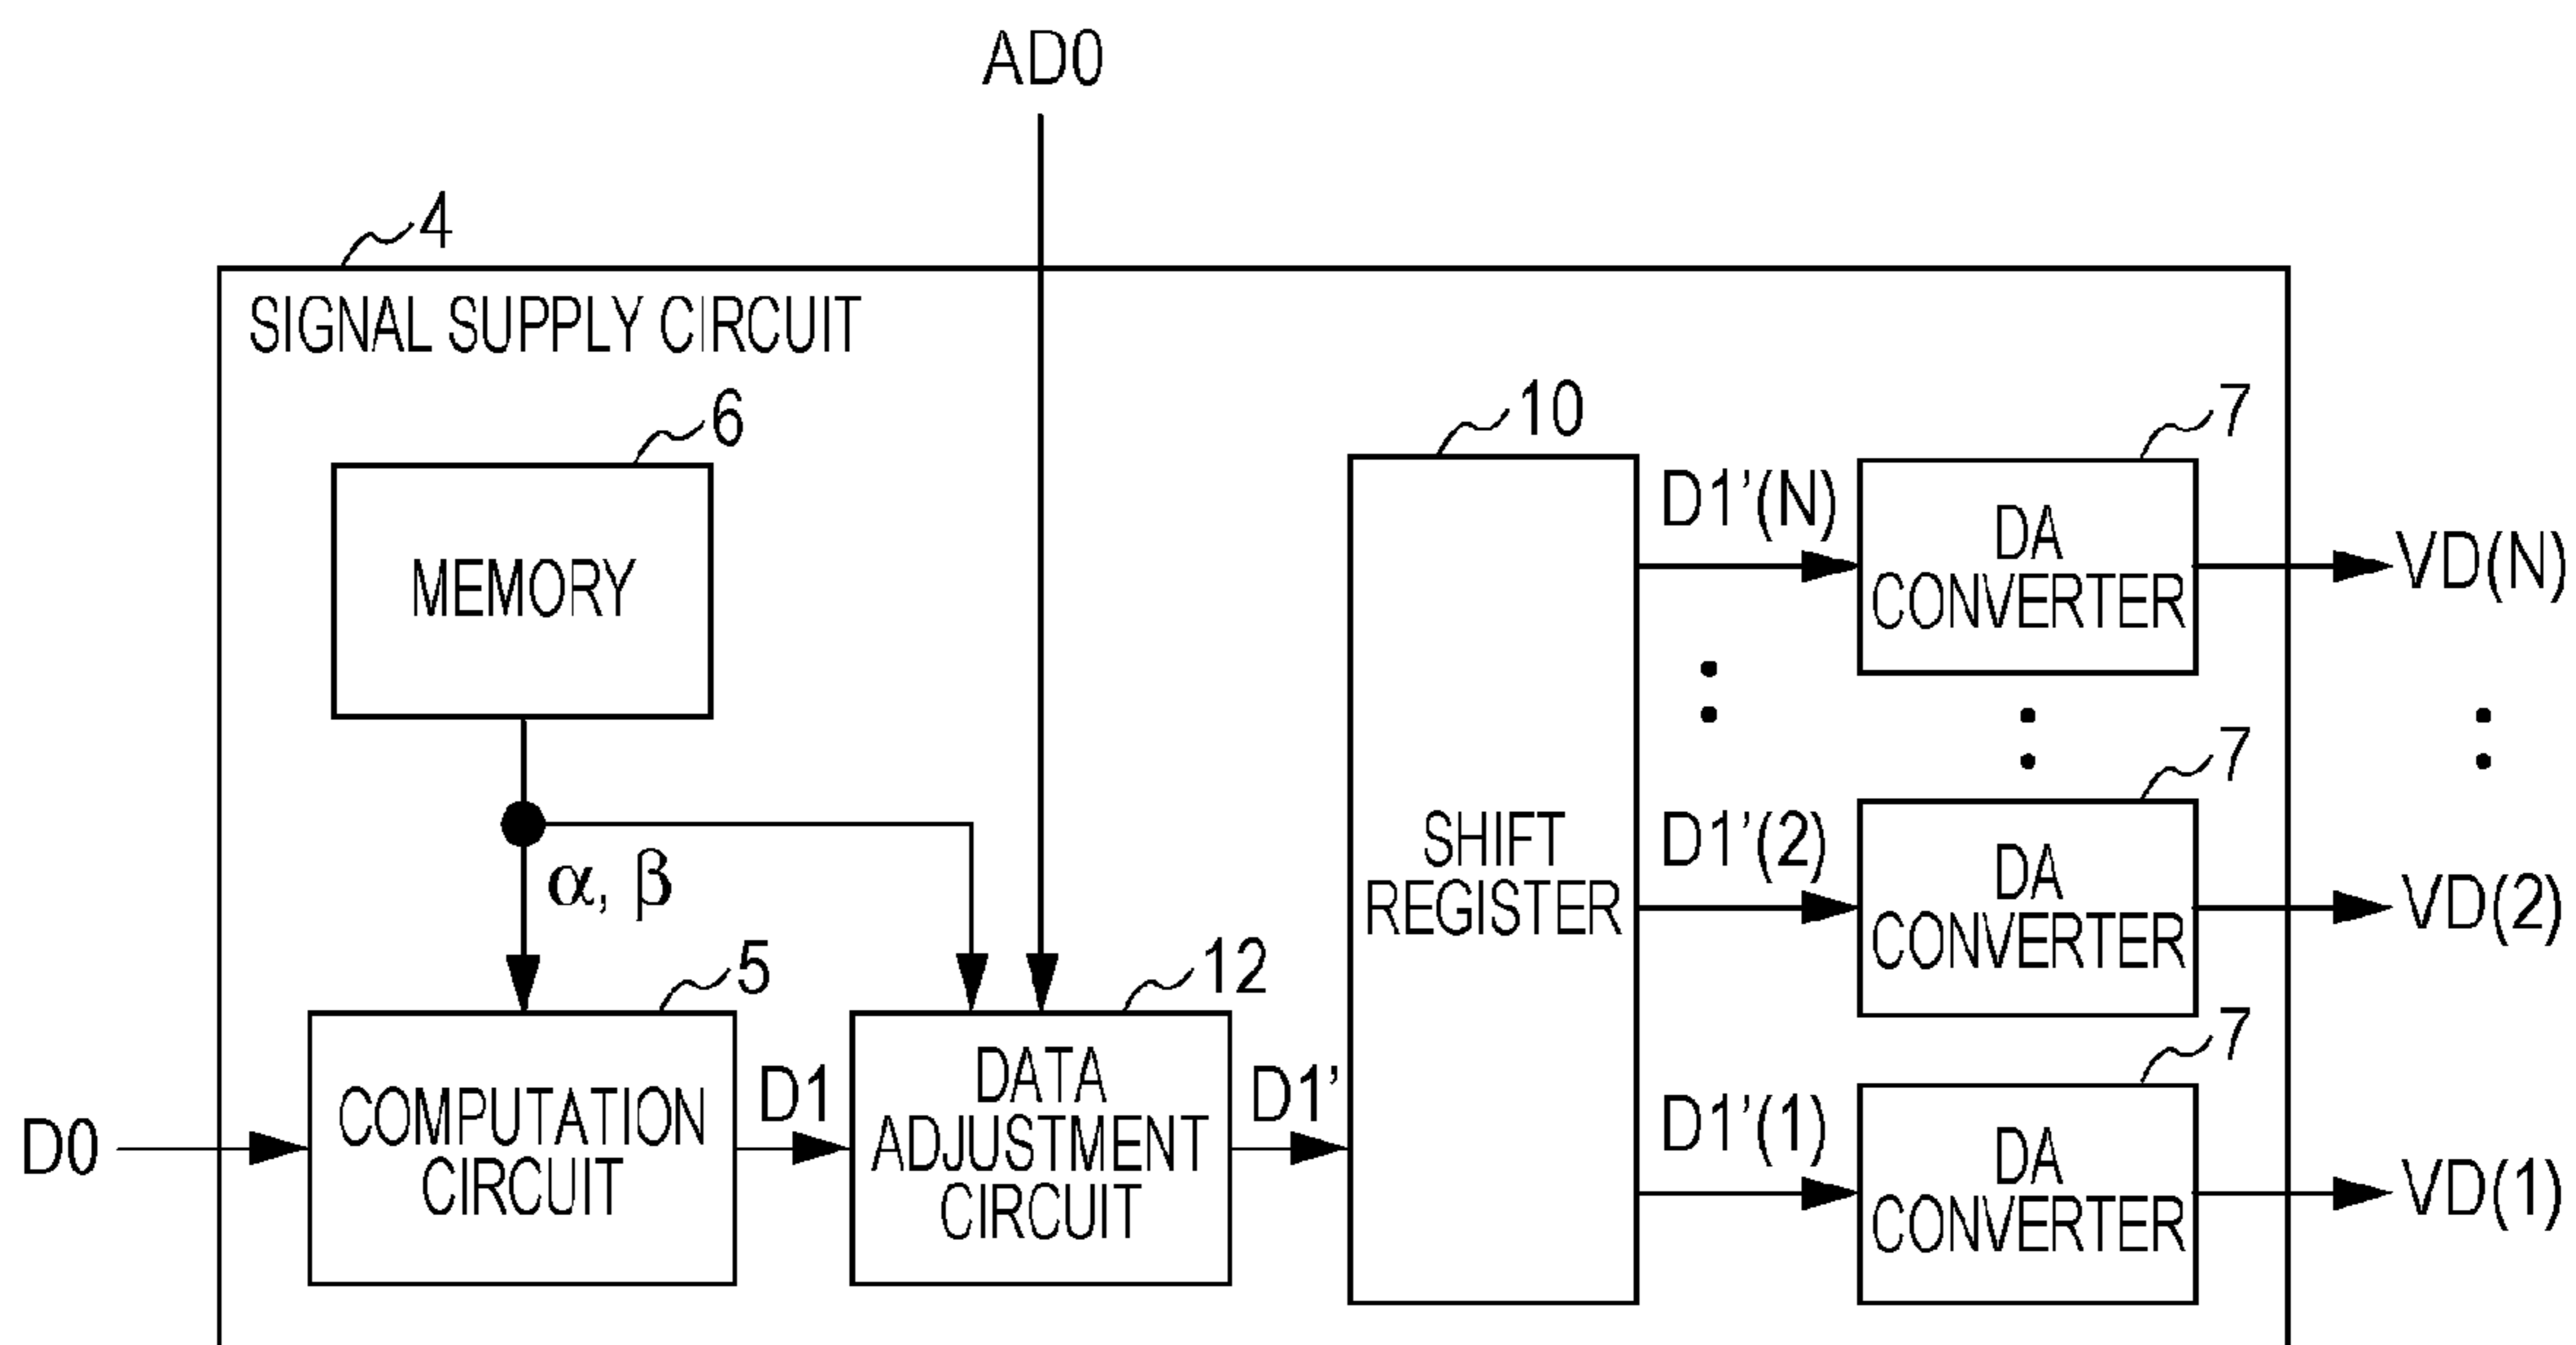 AD0
4
SIGNAL SUPPLY CIRCUIT
6
MEMORY
10
SHIFT
REGISTER
D1’(N)
7
DA
CONVERTER
VD(N)
α, β
D1’(2)
7
DA
CONVERTER
VD(2)
D0
5
COMPUTATION
CIRCUIT
D1
12
DATA
ADJUSTMENT
CIRCUIT
D1’
D1’(1)
7
DA
CONVERTER
VD(1)